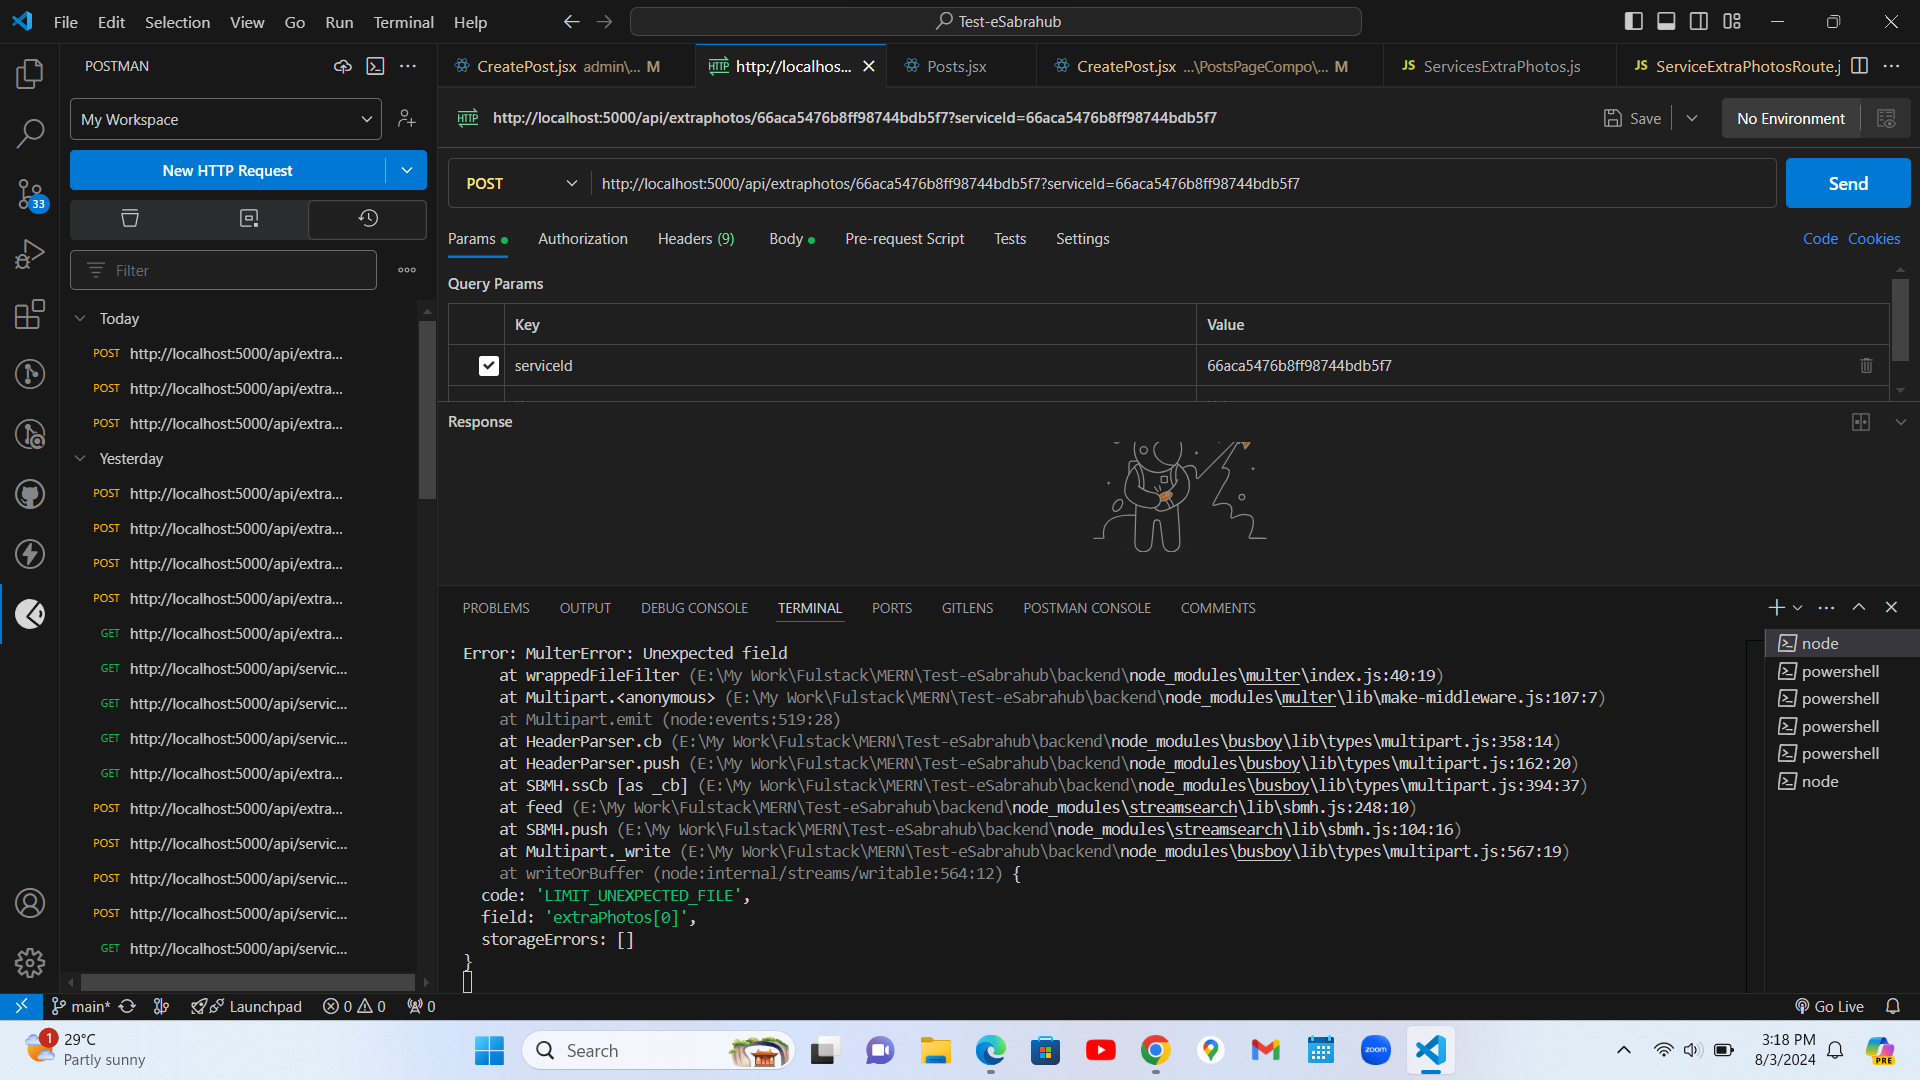 File Edit Selection View Go Run Terminal Help
Test-eSabrahub
POSTMAN
CreatePost.jsx admin\... M
http://localhos...
Posts.jsx
CreatePost.jsx ...\PostsPageCompo\... M
JS ServicesExtraPhotos.js
JS ServiceExtraPhotosRoute.j
My Workspace
HTTP http://localhost:5000/api/extraphotos/66aca5476b8ff98744bdb5f7?serviceId=66aca5476b8ff98744bdb5f7
Save
No Environment
New HTTP Request
POST
http://localhost:5000/api/extraphotos/66aca5476b8ff98744bdb5f7?serviceId=66aca5476b8ff98744bdb5f7
Send
33
Params Authorization Headers (9) Body Pre-request Script Tests Settings
Code Cookies
Filter
Query Params
Key Value
serviceId 66aca5476b8ff98744bdb5f7
Response
Today
POST http://localhost:5000/api/extra...
POST http://localhost:5000/api/extra...
POST http://localhost:5000/api/extra...
Yesterday
POST http://localhost:5000/api/extra...
POST http://localhost:5000/api/extra...
POST http://localhost:5000/api/extra...
POST http://localhost:5000/api/extra...
GET http://localhost:5000/api/extra...
GET http://localhost:5000/api/servic...
GET http://localhost:5000/api/servic...
GET http://localhost:5000/api/servic...
GET http://localhost:5000/api/extra...
POST http://localhost:5000/api/extra...
POST http://localhost:5000/api/servic...
POST http://localhost:5000/api/servic...
POST http://localhost:5000/api/servic...
GET http://localhost:5000/api/servic...
PROBLEMS OUTPUT DEBUG CONSOLE TERMINAL PORTS GITLENS POSTMAN CONSOLE COMMENTS
Error: MulterError: Unexpected field
at wrappedFileFilter (E:\My Work\Fulstack\MERN\Test-eSabrahub\backend\node_modules\multer\index.js:40:19)
at Multipart.<anonymous> (E:\My Work\Fulstack\MERN\Test-eSabrahub\backend\node_modules\multer\lib\make-middleware.js:107:7)
at Multipart.emit (node:events:519:28)
at HeaderParser.cb (E:\My Work\Fulstack\MERN\Test-eSabrahub\backend\node_modules\busboy\lib\types\multipart.js:358:14)
at HeaderParser.push (E:\My Work\Fulstack\MERN\Test-eSabrahub\backend\node_modules\busboy\lib\types\multipart.js:162:20)
at SBMH.ssCb [as _cb] (E:\My Work\Fulstack\MERN\Test-eSabrahub\backend\node_modules\busboy\lib\types\multipart.js:394:37)
at feed (E:\My Work\Fulstack\MERN\Test-eSabrahub\backend\node_modules\streamsearch\lib\sbmh.js:248:10)
at SBMH.push (E:\My Work\Fulstack\MERN\Test-eSabrahub\backend\node_modules\streamsearch\lib\sbmh.js:104:16)
at Multipart._write (E:\My Work\Fulstack\MERN\Test-eSabrahub\backend\node_modules\busboy\lib\types\multipart.js:567:19)
at writeOrBuffer (node:internal/streams/writable:564:12) {
code: 'LIMIT_UNEXPECTED_FILE',
field: 'extraPhotos[0]',
storageErrors: []
}
node
powershell
powershell
powershell
powershell
node
main* Launchpad 0 0 0
Go Live
1
29°C
Partly sunny
Search
zoom
3:18 PM
8/3/2024
PRE